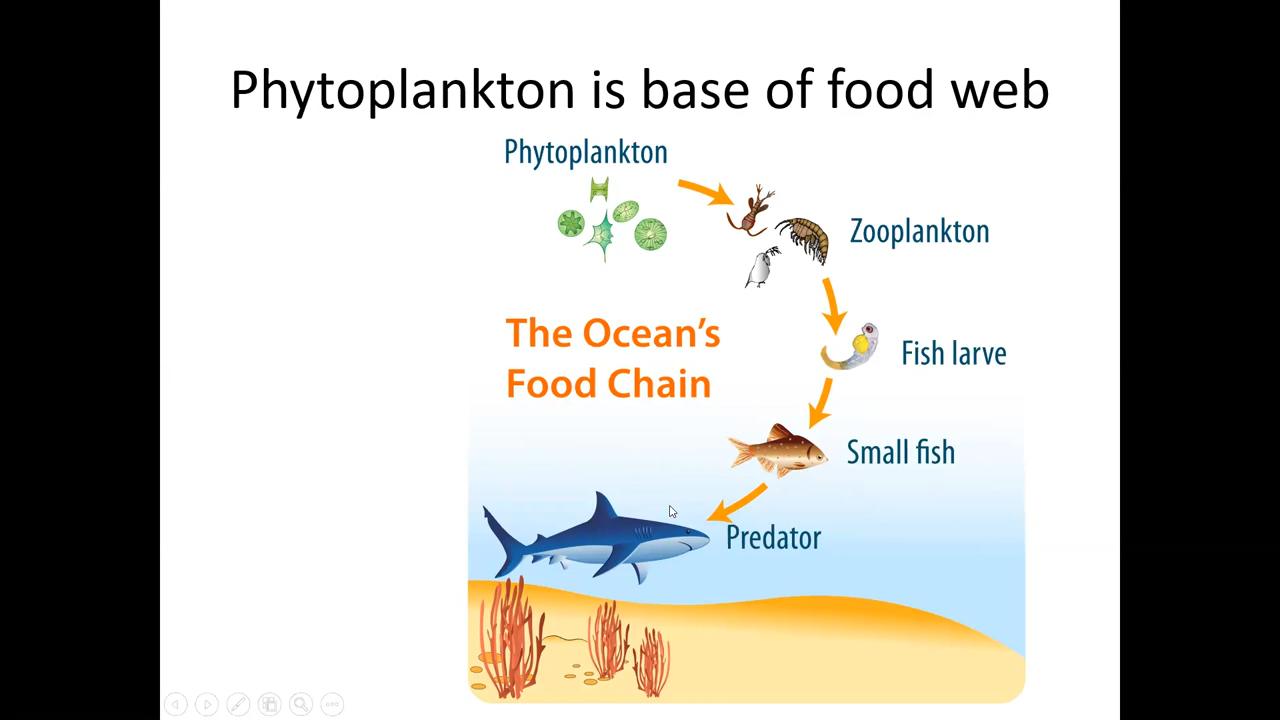 Phytoplankton is base of food web
Phytoplankton
Zooplankton
The Ocean's
Food Chain
Fish larve
Small fish
Predator